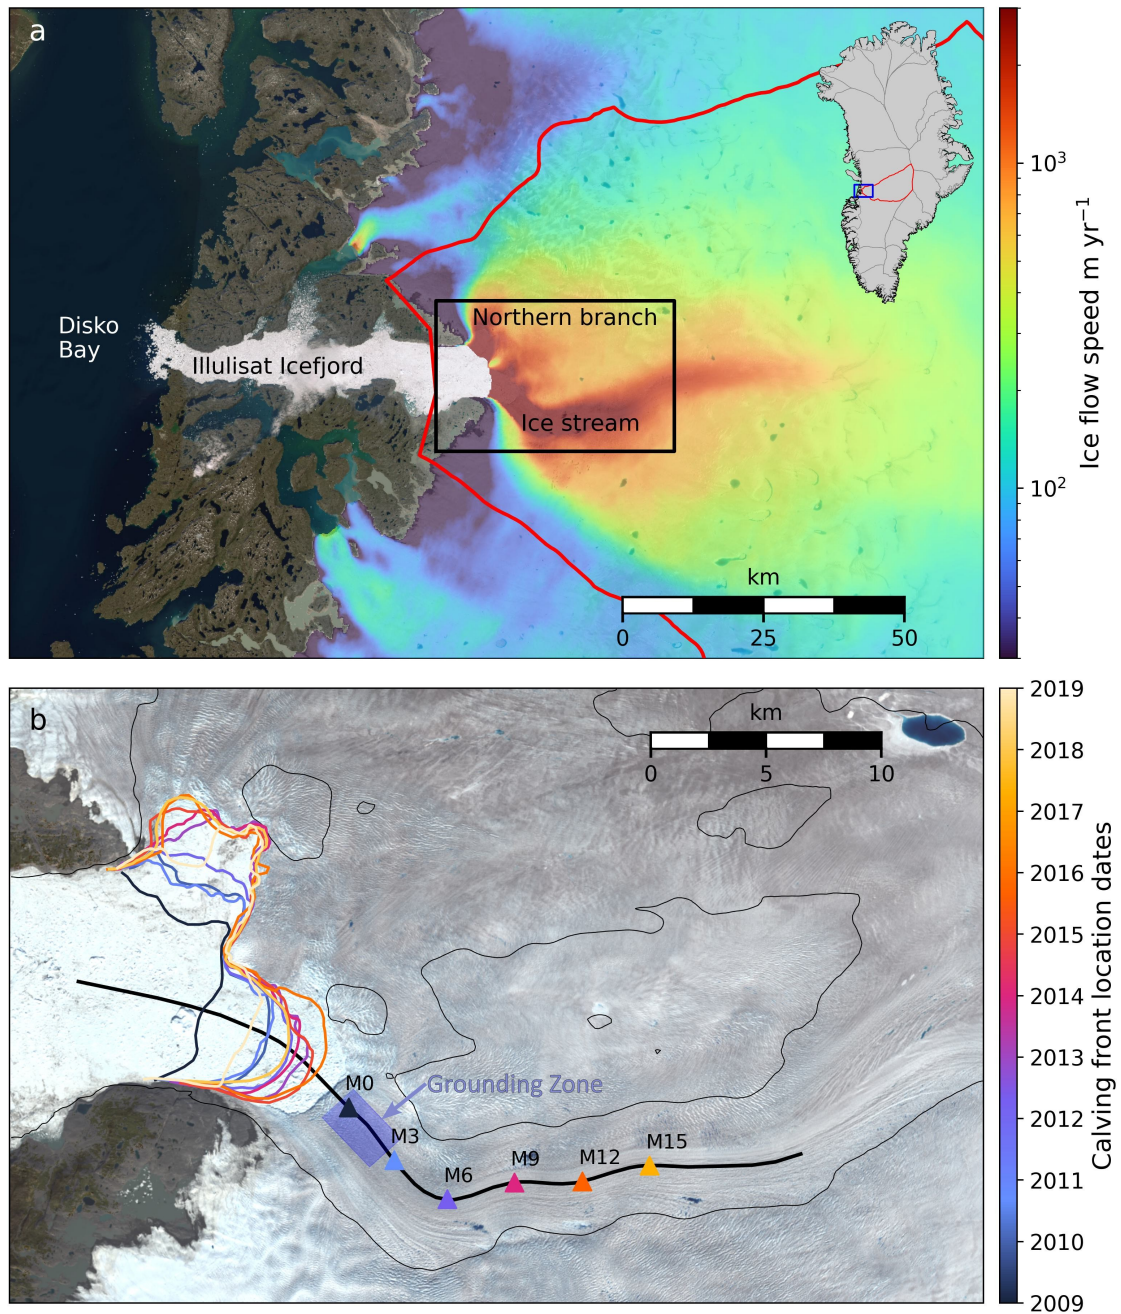 a
Disko
Bay
Illulisat Icefjord
Northern branch
Ice stream
km
0 25 50
10³
10²
Ice flow speed m yr⁻¹
b
km
0 5 10
M0
Grounding Zone
M3
M6
M9
M12
M15
2019
2018
2017
2016
2015
2014
2013
2012
2011
2010
2009
Calving front location dates